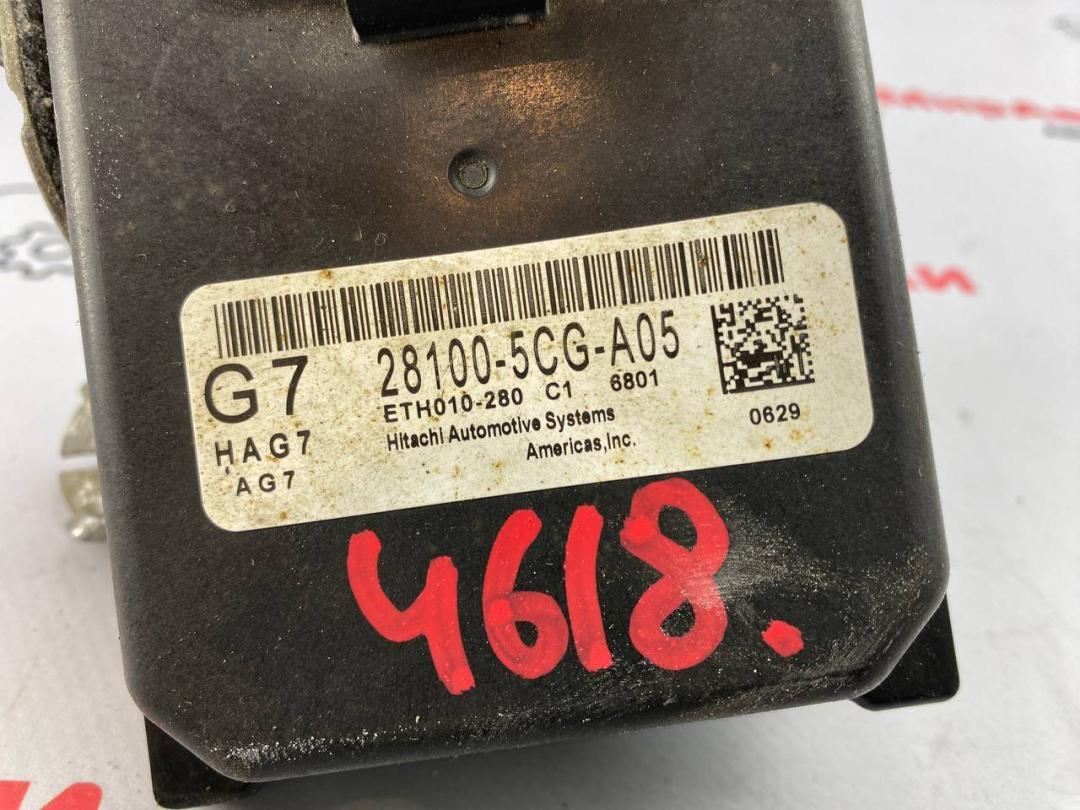 G7
28100-5CG-A05
ETH010-280 C1 6801
HAG7
Hitachi Automotive Systems
Americas,Inc.
0629
AG7
4618.